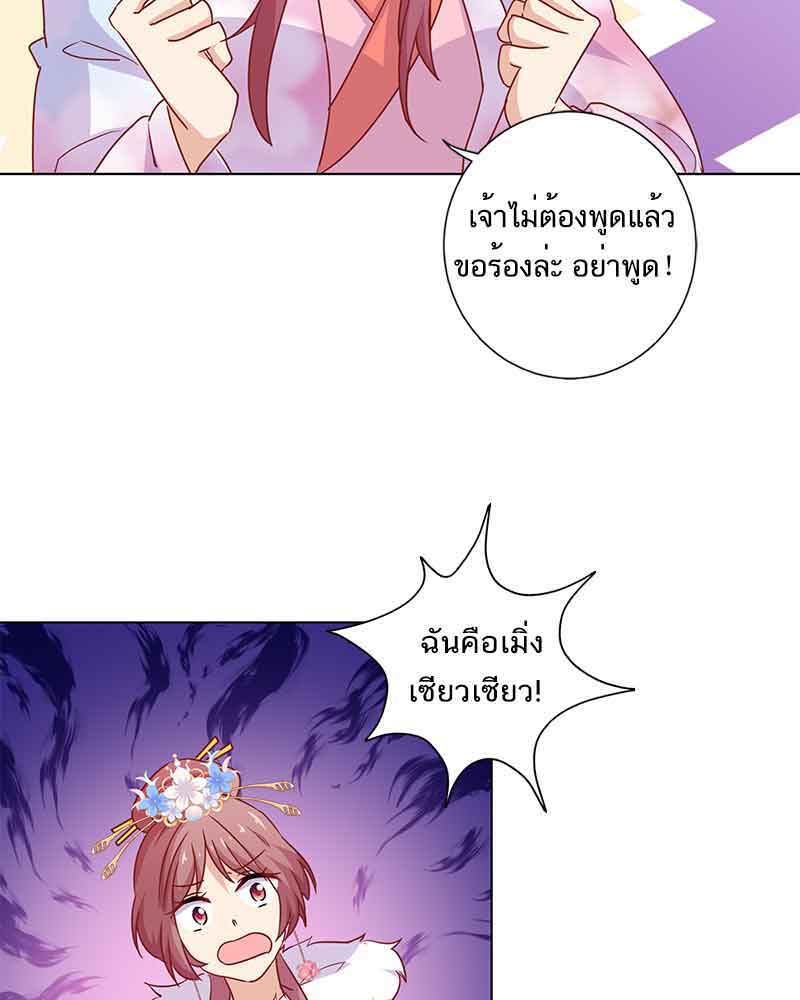 เจ้าไม่ต้องพูดแล้ว
ขอร้องล่ะ อย่าพูด!
ฉันคือเมิ่ง
เซียวเซียว!